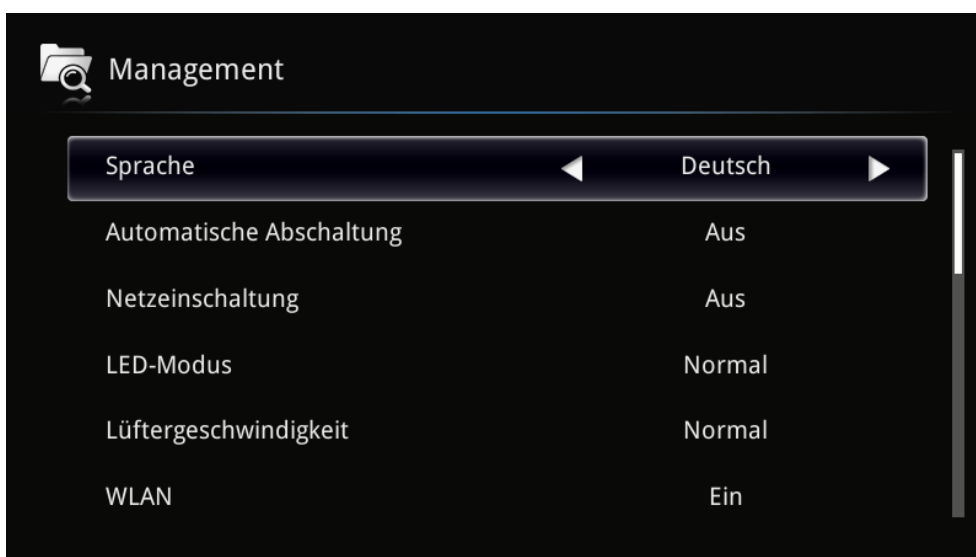 Management
Sprache Deutsch
Automatische Abschaltung Aus
Netzeinschaltung Aus
LED-Modus Normal
Lüftergeschwindigkeit Normal
WLAN Ein